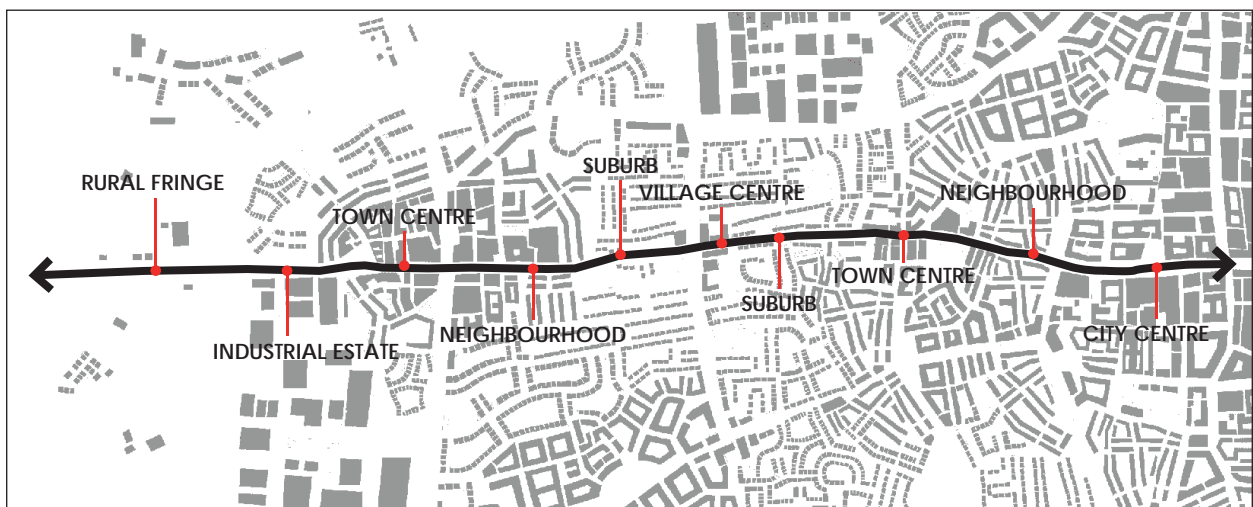 RURAL FRINGE
INDUSTRIAL ESTATE
TOWN CENTRE
NEIGHBOURHOOD
SUBURB
VILLAGE CENTRE
SUBURB
TOWN CENTRE
NEIGHBOURHOOD
CITY CENTRE